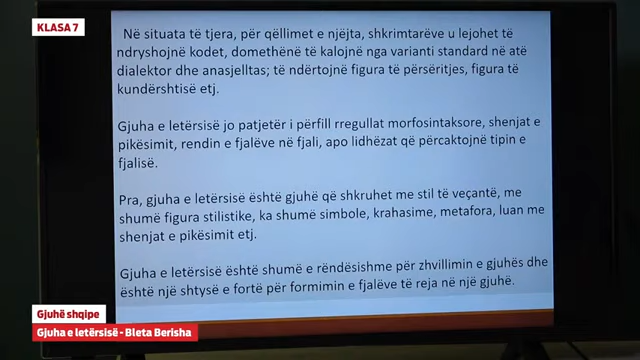 KLASA 7
Në situata të tjera, për qëllimet e njëjta, shkrimtarëve u lejohet të
ndryshojnë kodet, domethënë të kalojnë nga varianti standard në atë
dialektor dhe anasjelltas; të ndërtojnë figura të përsëritjes, figura të
kundërshtisë etj.
Gjuha e letërsisë jo patjetër i përfill rregullat morfosintaksore, shenjat e
pikësimit, rendin e fjalëve në fjali, apo lidhëzat që përcaktojnë tipin e
fjalisë.
Pra, gjuha e letërsisë është gjuhë që shkruhet me stil të veçantë, me
shumë figura stilistike, ka shumë simbole, krahasime, metafora, luan me
shenjat e pikësimit etj.
Gjuha e letërsisë është shumë e rëndësishme për zhvillimin e gjuhës dhe
është një shtysë e fortë për formimin e fjalëve të reja në një gjuhë.
Gjuhë shqipe
Gjuha e letërsisë - Bleta Berisha